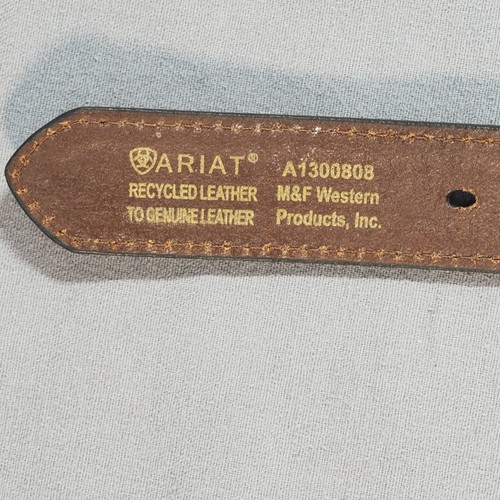 ARIAT®
RECYCLED LEATHER
TO GENUINE LEATHER
A1300808
M&F Western
Products, Inc.